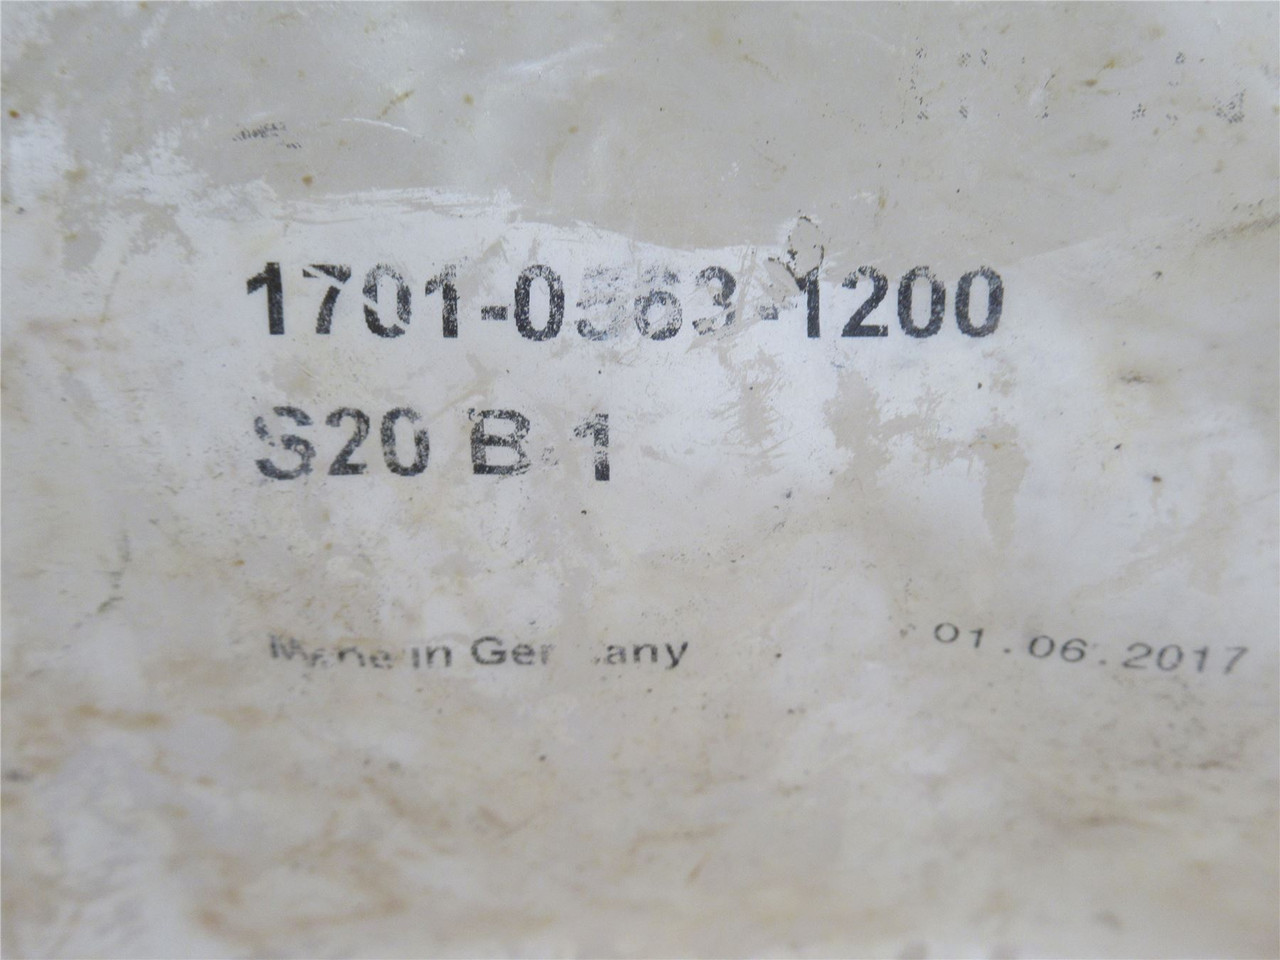 1701-0563-1200
S20 B 1
Made in Germany
01.06.2017